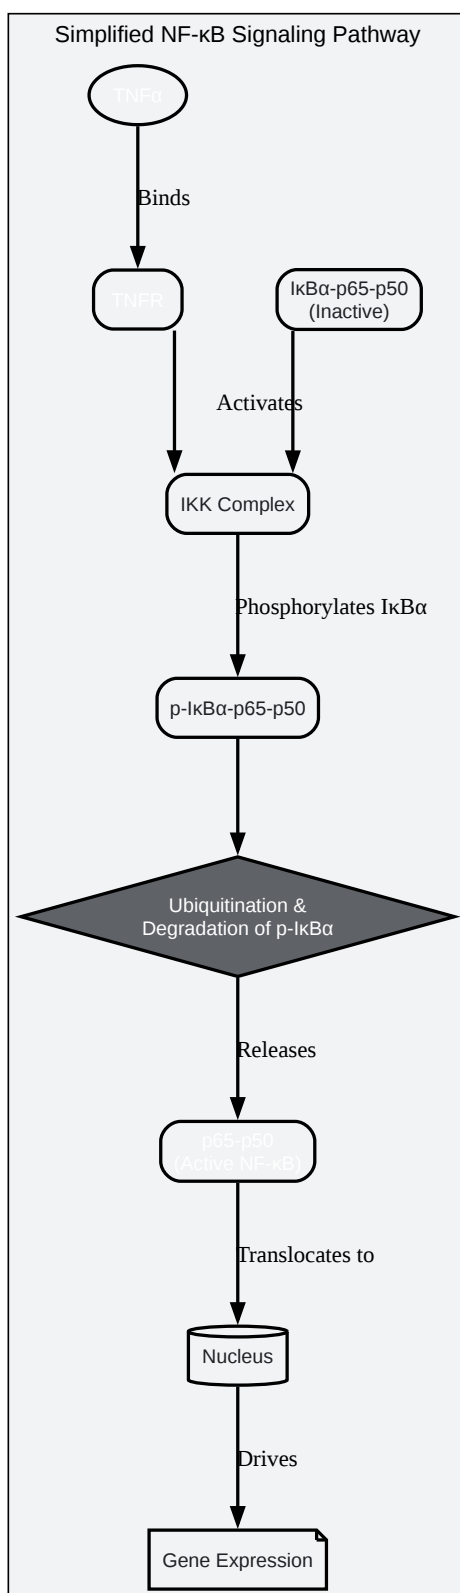 Simplified NF-κB Signaling Pathway
TNFα
Binds
TNFR
IκBα-p65-p50
(Inactive)
Activates
IKK Complex
Phosphorylates IκBα
p-IκBα-p65-p50
Ubiquitination &
Degradation of p-IκBα
Releases
p65-p50
(Active NF-κB)
Translocates to
Nucleus
Drives
Gene Expression